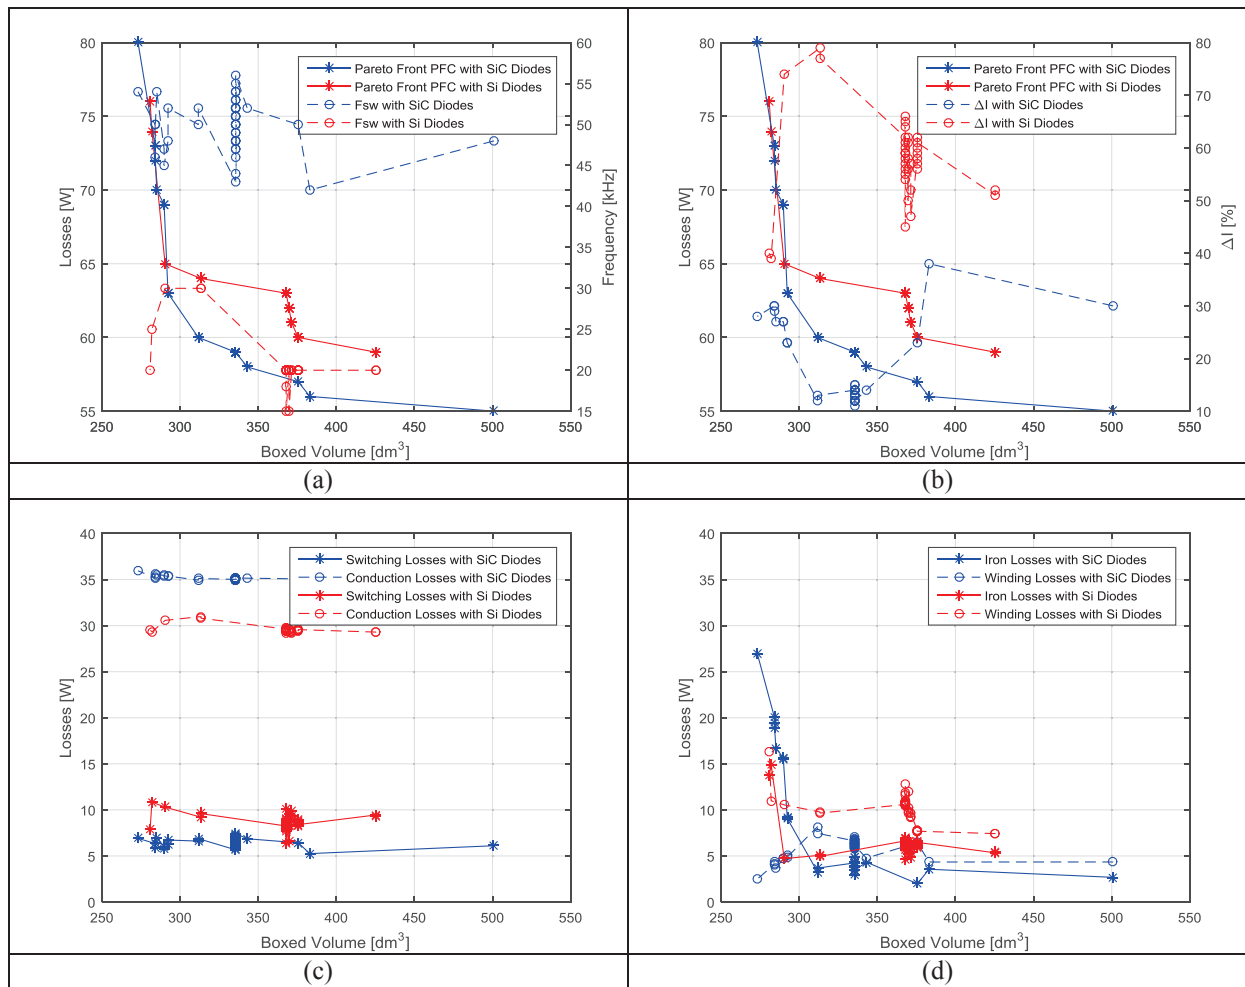 80
75
70
65
60
55
60
55
50
45
40
35
30
25
20
15
250
300
350
400
450
500
550
Losses [W]
Frequency [kHz]
Boxed Volume [dm³]
Pareto Front PFC with SiC Diodes
Pareto Front PFC with Si Diodes
Fsw with SiC Diodes
Fsw with Si Diodes
(a)
80
75
70
65
60
55
80
70
60
50
40
30
20
10
250
300
350
400
450
500
550
Losses [W]
ΔI [%]
Boxed Volume [dm³]
Pareto Front PFC with SiC Diodes
Pareto Front PFC with Si Diodes
ΔI with SiC Diodes
ΔI with Si Diodes
(b)
40
35
30
25
20
15
10
5
0
250
300
350
400
450
500
550
Losses [W]
Boxed Volume [dm³]
Switching Losses with SiC Diodes
Conduction Losses with SiC Diodes
Switching Losses with Si Diodes
Conduction Losses with Si Diodes
(c)
40
35
30
25
20
15
10
5
0
250
300
350
400
450
500
550
Losses [W]
Boxed Volume [dm³]
Iron Losses with SiC Diodes
Winding Losses with SiC Diodes
Iron Losses with Si Diodes
Winding Losses with Si Diodes
(d)